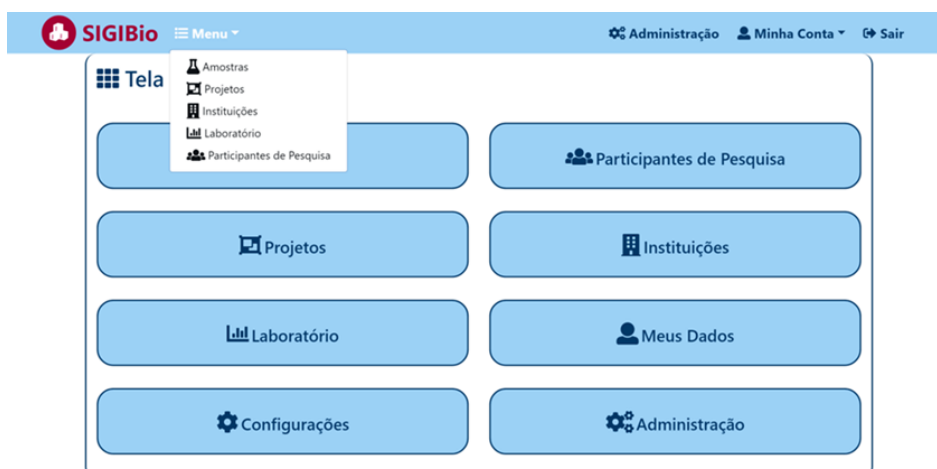 SIGIBio Menu Administração Minha Conta Sair
Amostras
Projetos
Instituições
Laboratório
Participantes de Pesquisa
Tela
Participantes de Pesquisa
Projetos Instituições
Laboratório Meus Dados
Configurações Administração